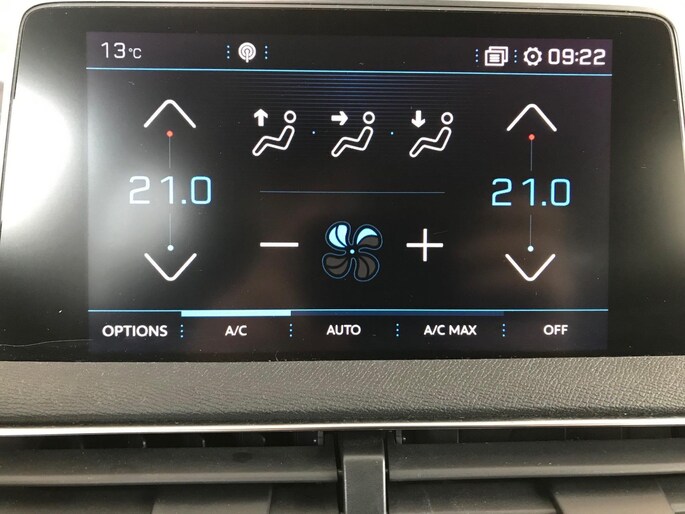 13°C 09:22
21.0 21.0
OPTIONS A/C AUTO A/C MAX OFF